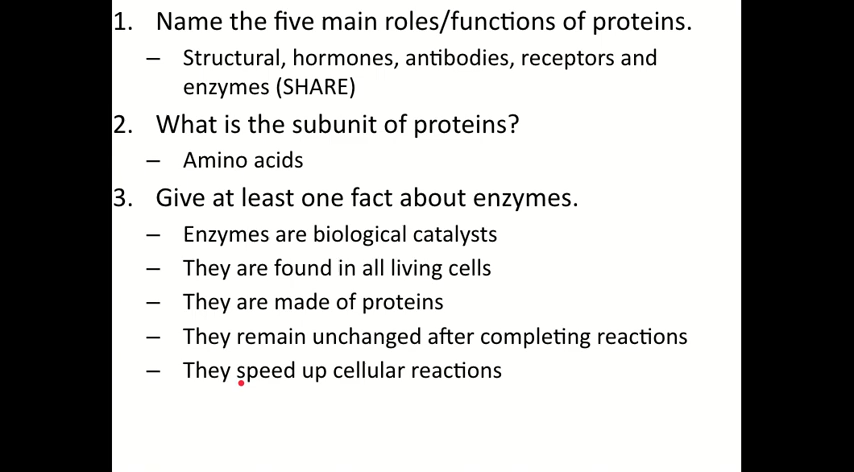 1. Name the five main roles/functions of proteins.
– Structural, hormones, antibodies, receptors and
enzymes (SHARE)
2. What is the subunit of proteins?
– Amino acids
3. Give at least one fact about enzymes.
– Enzymes are biological catalysts
– They are found in all living cells
– They are made of proteins
– They remain unchanged after completing reactions
– They speed up cellular reactions